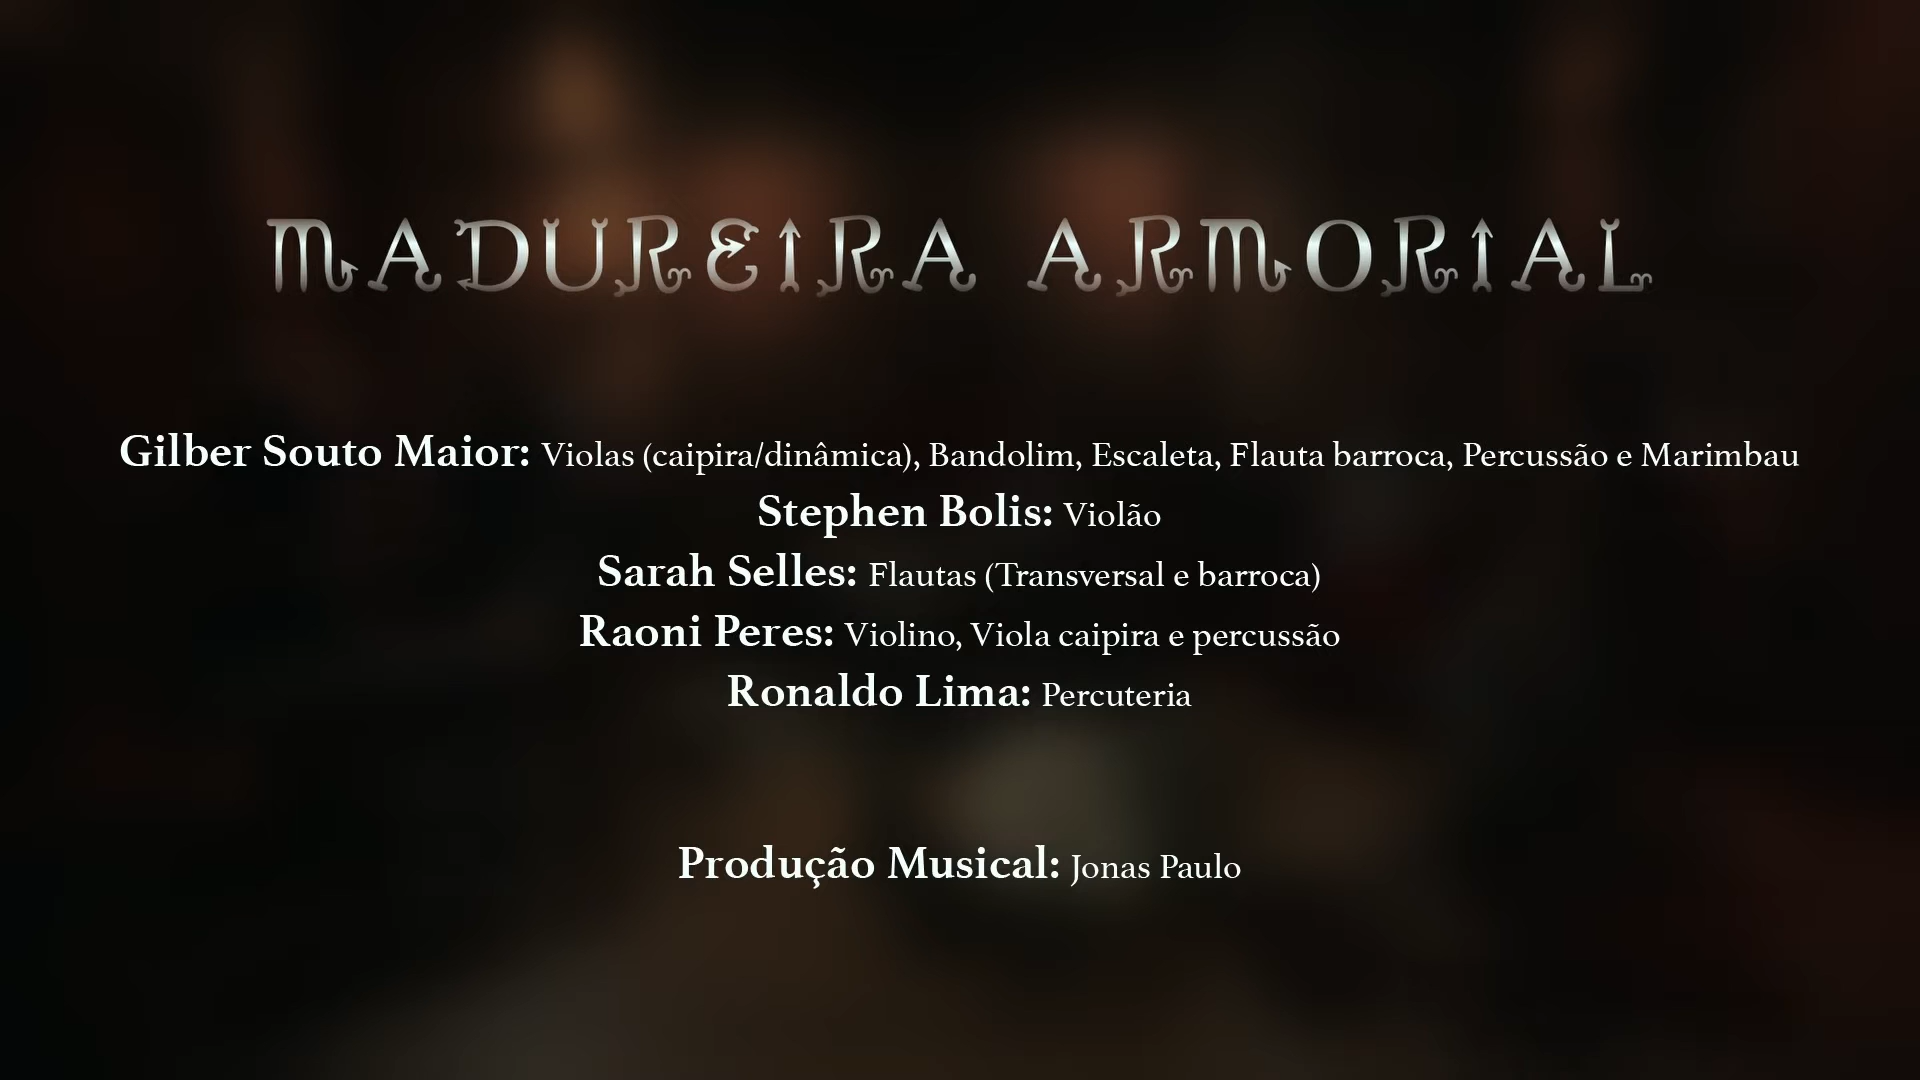 MADUREIRA ARMORIAL
Gilber Souto Maior: Violas (caipira/dinâmica), Bandolim, Escaleta, Flauta barroca, Percussão e Marimbau
Stephen Bolis: Violão
Sarah Selles: Flautas (Transversal e barroca)
Raoni Peres: Violino, Viola caipira e percussão
Ronaldo Lima: Percuteria
Produção Musical: Jonas Paulo